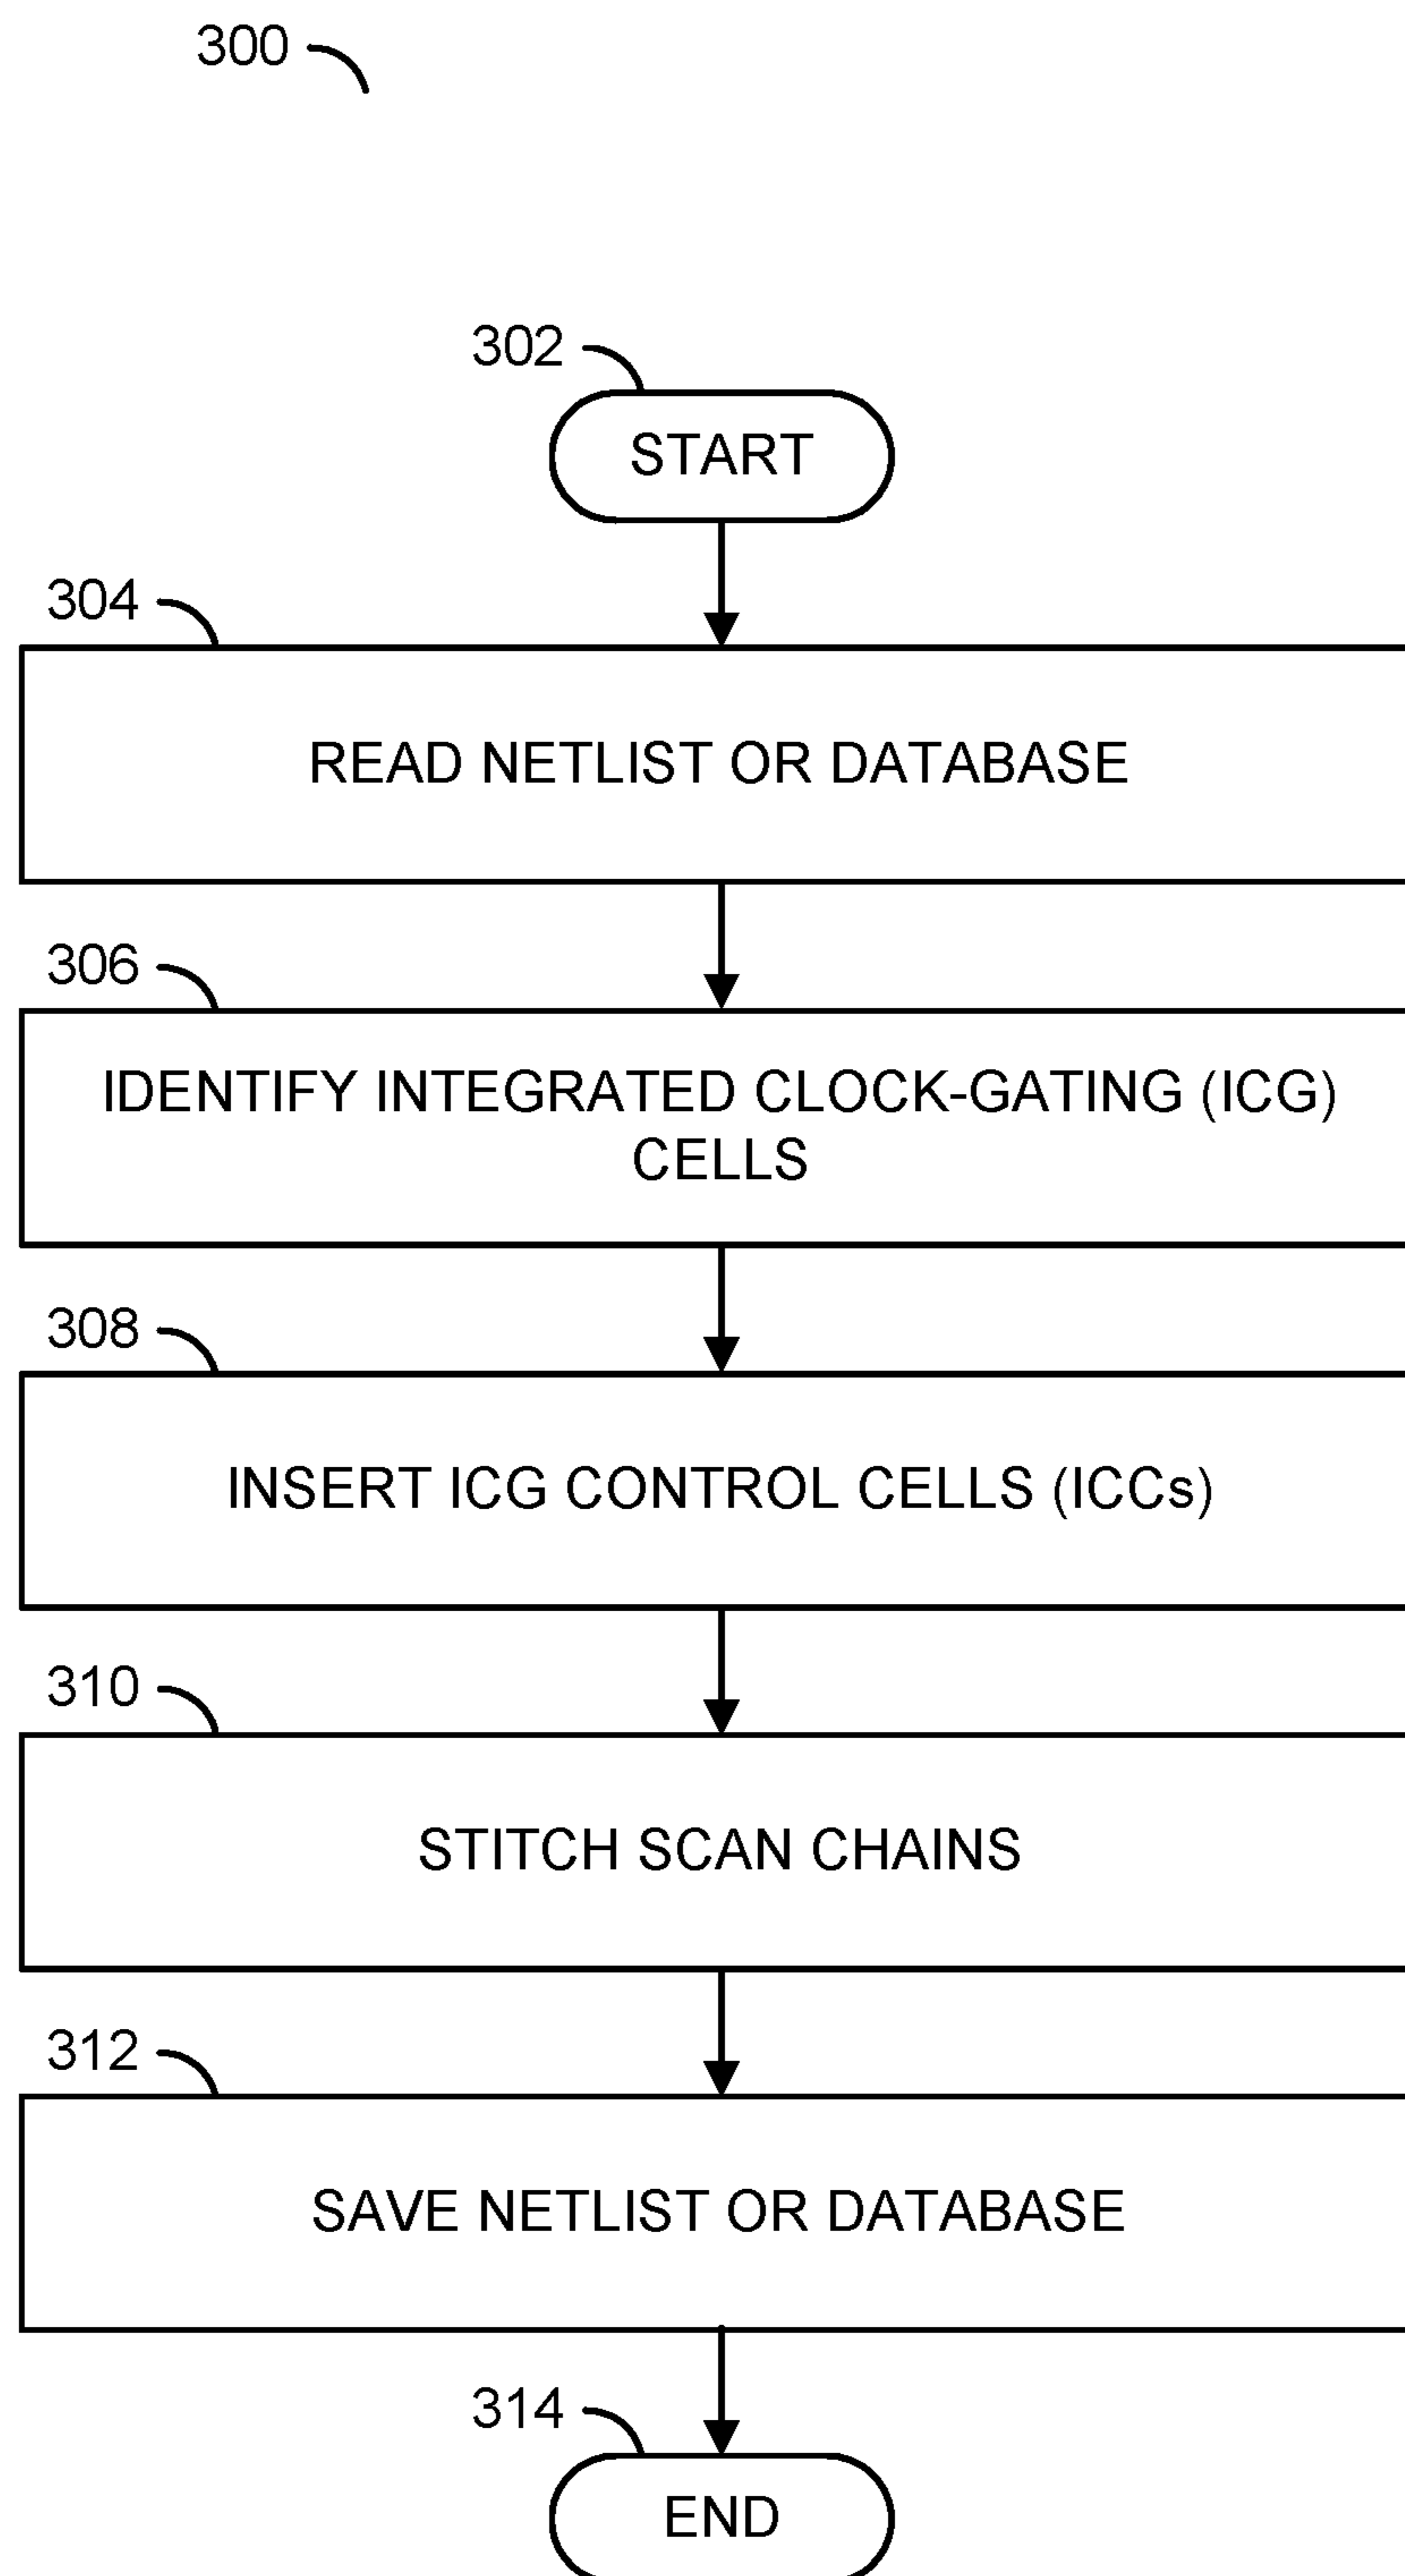 300
302
START
304
READ NETLIST OR DATABASE
306
IDENTIFY INTEGRATED CLOCK-GATING (ICG)
CELLS
308
INSERT ICG CONTROL CELLS (ICCs)
310
STITCH SCAN CHAINS
312
SAVE NETLIST OR DATABASE
314
END